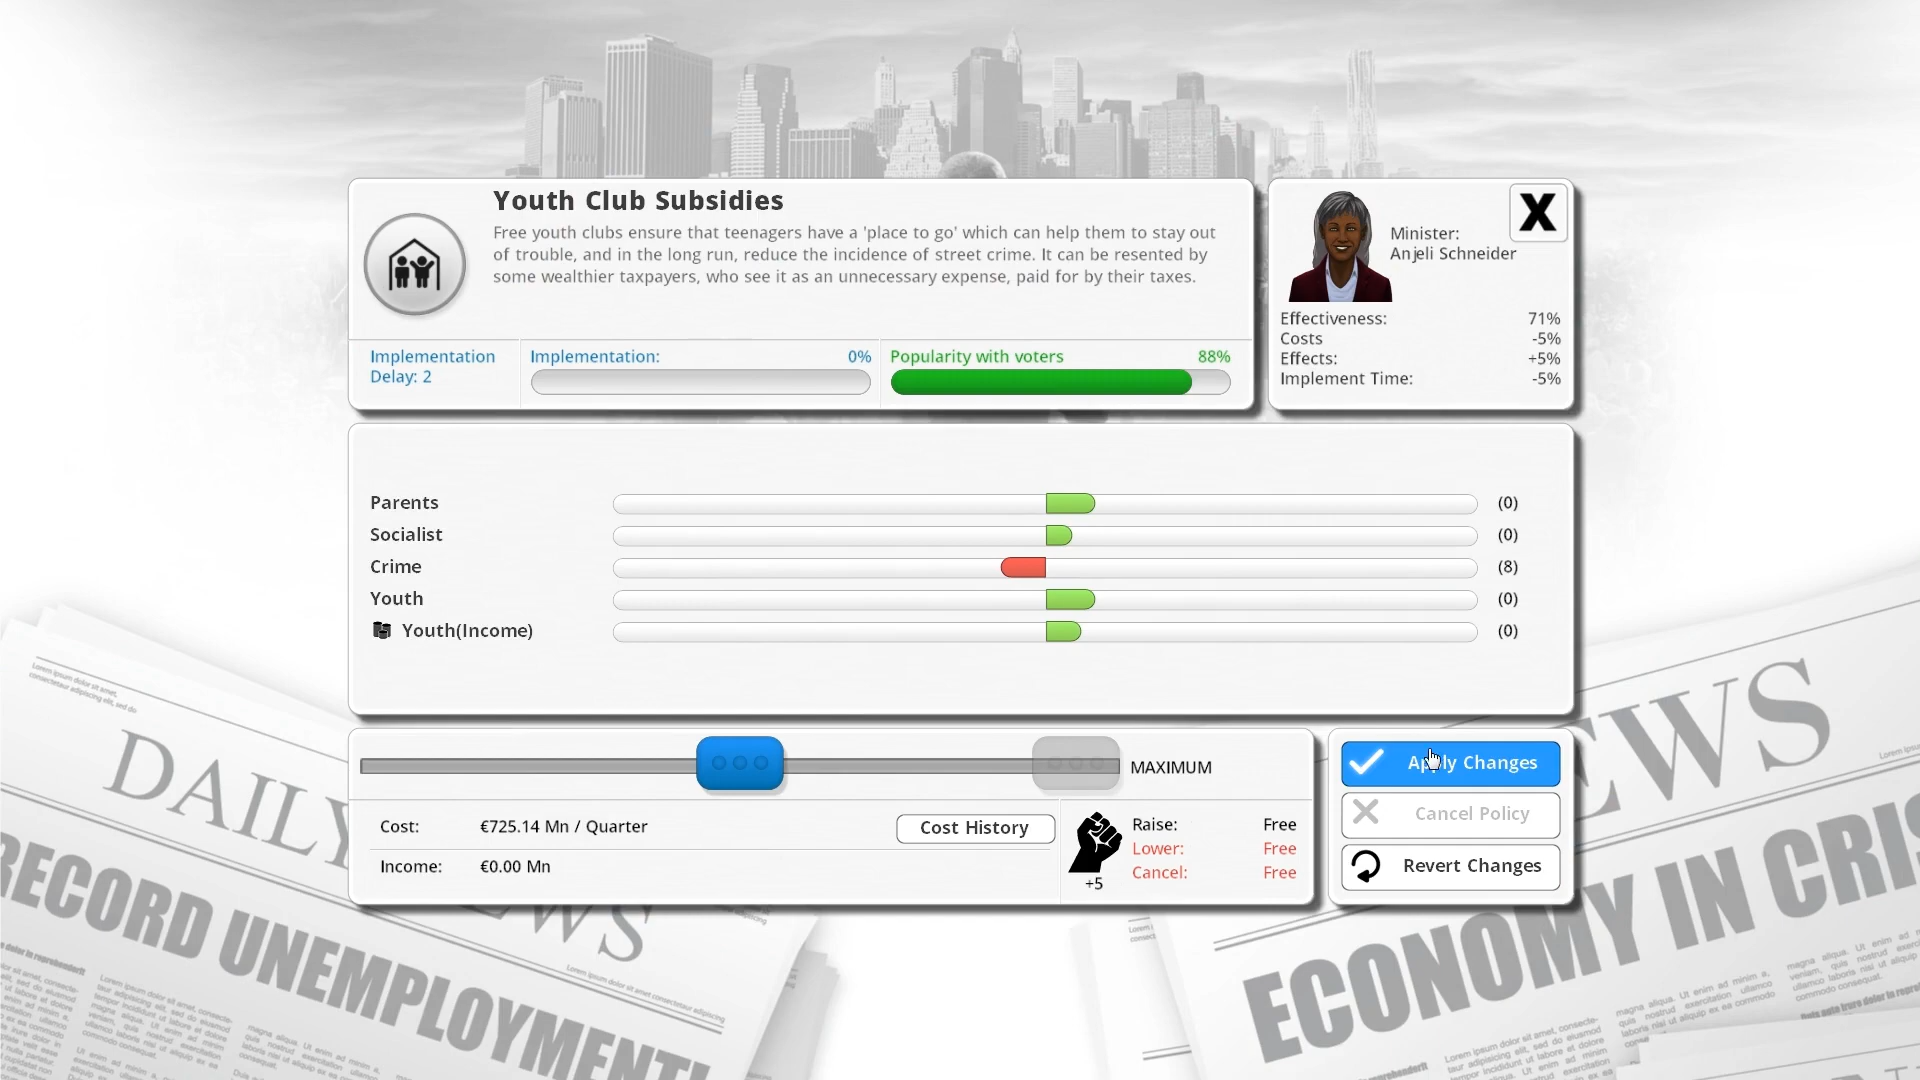 Youth Club Subsidies
Free youth clubs ensure that teenagers have a 'place to go' which can help them to stay out
of trouble, and in the long run, reduce the incidence of street crime. It can be resented by
some wealthier taxpayers, who see it as an unnecessary expense, paid for by their taxes.
Implementation
Delay: 2
Implementation: 0%
Popularity with voters 88%
X
Minister:
Anjeli Schneider
Effectiveness: 71%
Costs -5%
Effects: +5%
Implement Time: -5%
Parents (0)
Socialist (0)
Crime (8)
Youth (0)
Youth(Income) (0)
MAXIMUM
Cost: €725.14 Mn / Quarter
Cost History
Income: €0.00 Mn
+5
Raise: Free
Lower: Free
Cancel: Free
Apply Changes
Cancel Policy
Revert Changes
DAILY
NEWS
RECORD UNEMPLOYMENT!
EWS
ECONOMY IN CRIS